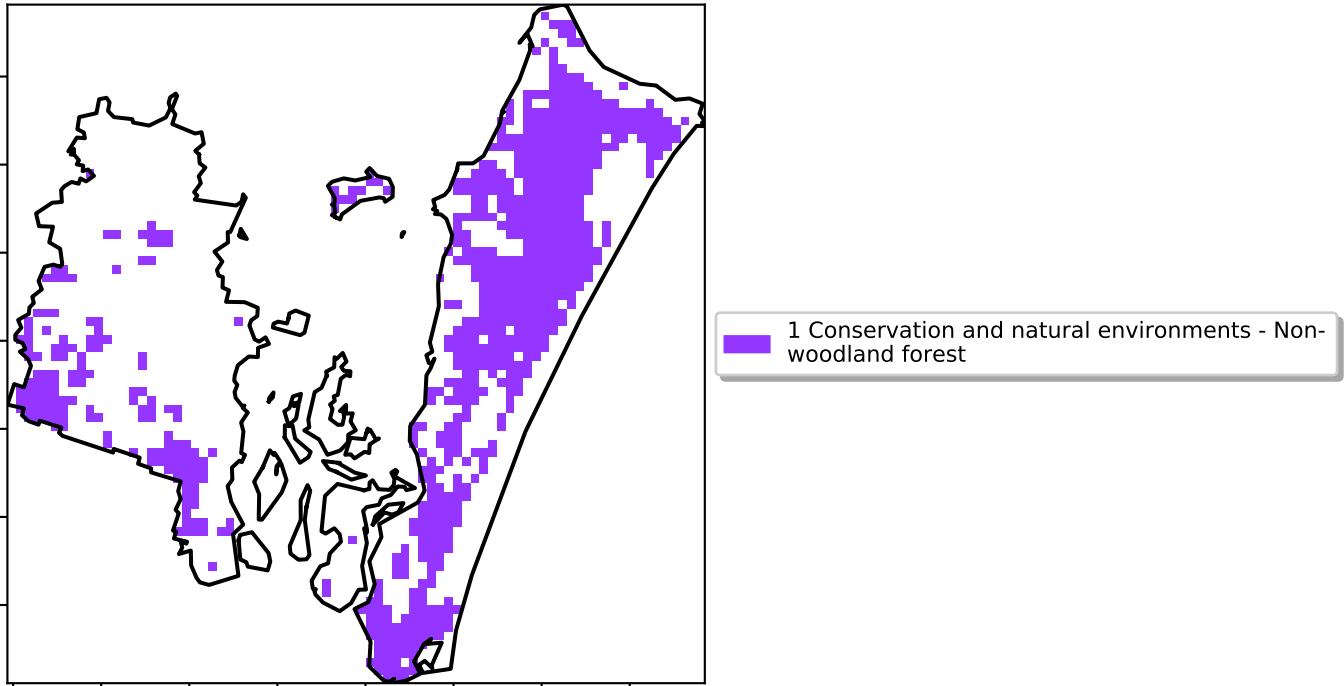 1 Conservation and natural environments - Non-
woodland forest